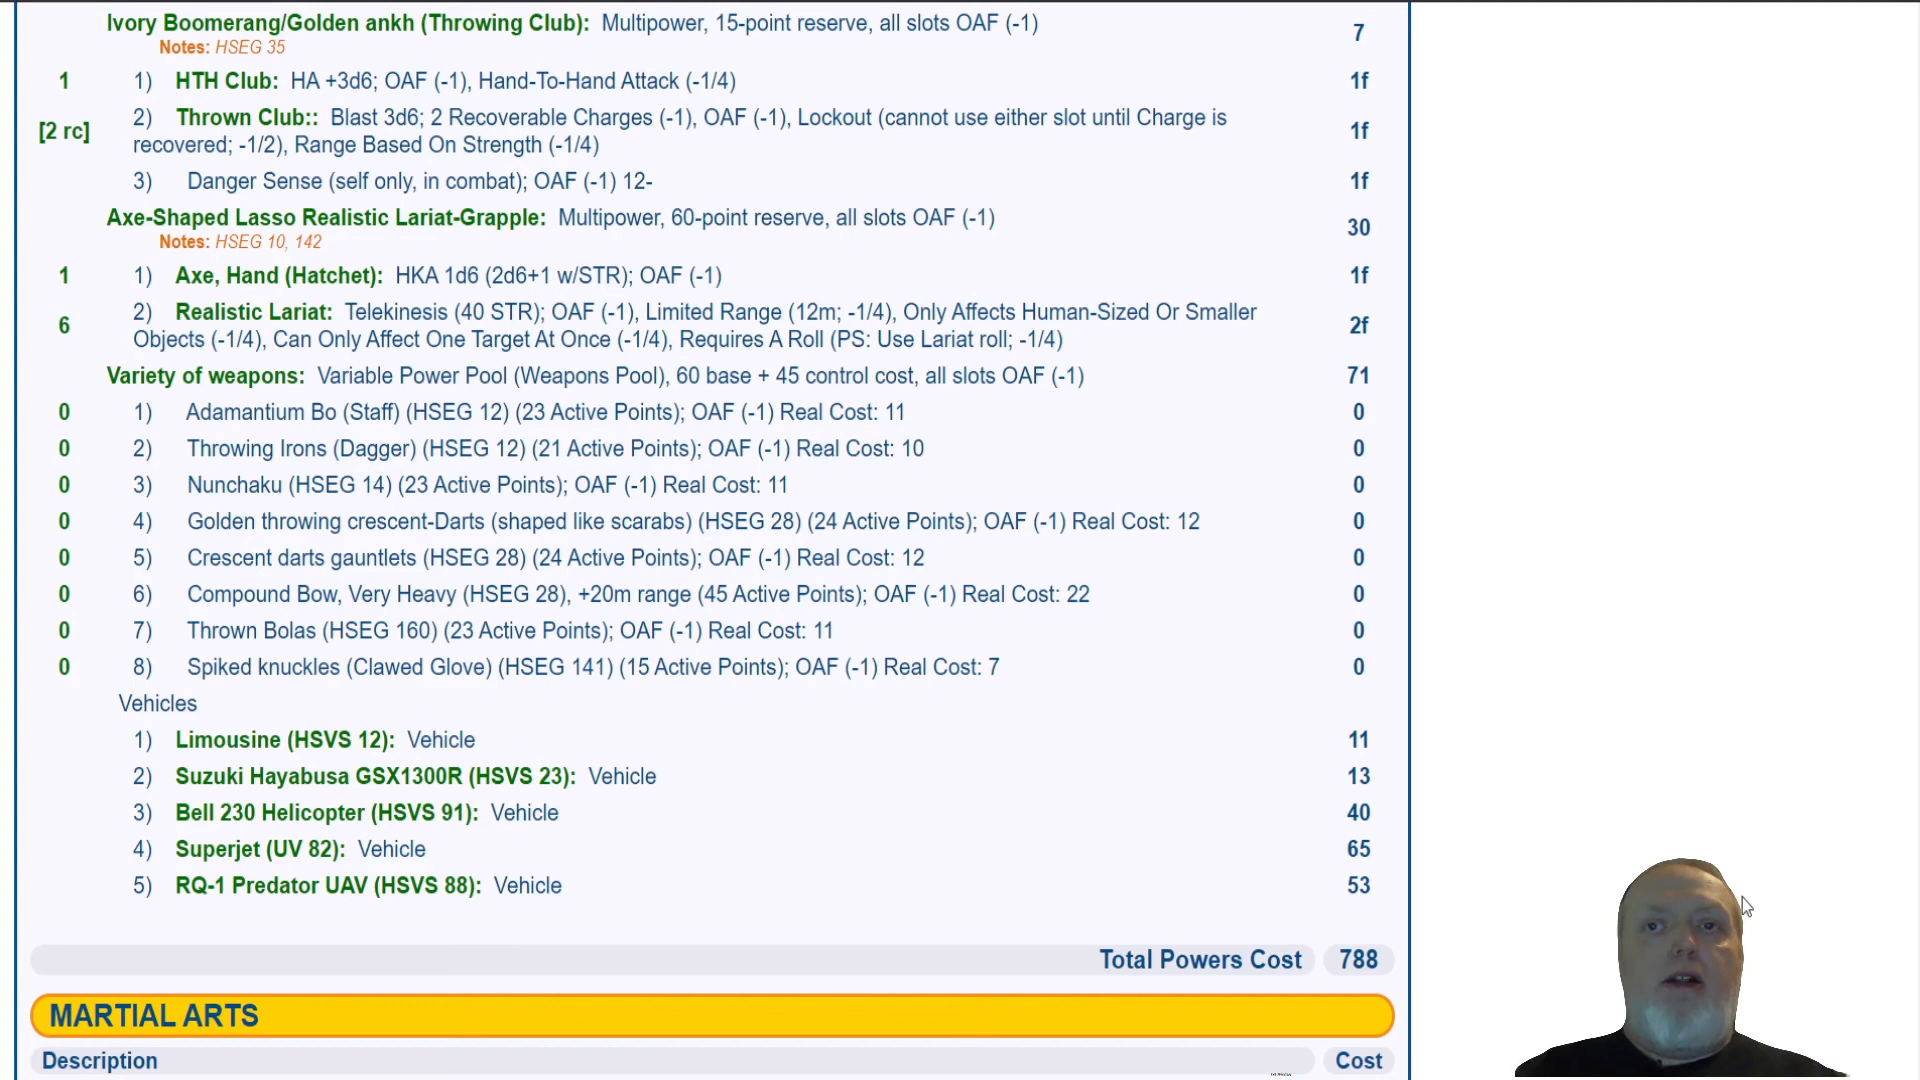 Ivory Boomerang/Golden ankh (Throwing Club): Multipower, 15-point reserve, all slots OAF (-1) 7
Notes: HSEG 35
1 1) HTH Club: HA +3d6; OAF (-1), Hand-To-Hand Attack (-1/4) 1f
[2 rc] 2) Thrown Club:: Blast 3d6; 2 Recoverable Charges (-1), OAF (-1), Lockout (cannot use either slot until Charge is 1f
recovered; -1/2), Range Based On Strength (-1/4)
3) Danger Sense (self only, in combat); OAF (-1) 12- 1f
Axe-Shaped Lasso Realistic Lariat-Grapple: Multipower, 60-point reserve, all slots OAF (-1) 30
Notes: HSEG 10, 142
1 1) Axe, Hand (Hatchet): HKA 1d6 (2d6+1 w/STR); OAF (-1) 1f
6 2) Realistic Lariat: Telekinesis (40 STR); OAF (-1), Limited Range (12m; -1/4), Only Affects Human-Sized Or Smaller 2f
Objects (-1/4), Can Only Affect One Target At Once (-1/4), Requires A Roll (PS: Use Lariat roll; -1/4)
Variety of weapons: Variable Power Pool (Weapons Pool), 60 base + 45 control cost, all slots OAF (-1) 71
0 1) Adamantium Bo (Staff) (HSEG 12) (23 Active Points); OAF (-1) Real Cost: 11 0
0 2) Throwing Irons (Dagger) (HSEG 12) (21 Active Points); OAF (-1) Real Cost: 10 0
0 3) Nunchaku (HSEG 14) (23 Active Points); OAF (-1) Real Cost: 11 0
0 4) Golden throwing crescent-Darts (shaped like scarabs) (HSEG 28) (24 Active Points); OAF (-1) Real Cost: 12 0
0 5) Crescent darts gauntlets (HSEG 28) (24 Active Points); OAF (-1) Real Cost: 12 0
0 6) Compound Bow, Very Heavy (HSEG 28), +20m range (45 Active Points); OAF (-1) Real Cost: 22 0
0 7) Thrown Bolas (HSEG 160) (23 Active Points); OAF (-1) Real Cost: 11 0
0 8) Spiked knuckles (Clawed Glove) (HSEG 141) (15 Active Points); OAF (-1) Real Cost: 7 0
Vehicles
1) Limousine (HSVS 12): Vehicle 11
2) Suzuki Hayabusa GSX1300R (HSVS 23): Vehicle 13
3) Bell 230 Helicopter (HSVS 91): Vehicle 40
4) Superjet (UV 82): Vehicle 65
5) RQ-1 Predator UAV (HSVS 88): Vehicle 53
Total Powers Cost 788
MARTIAL ARTS
Description Cost